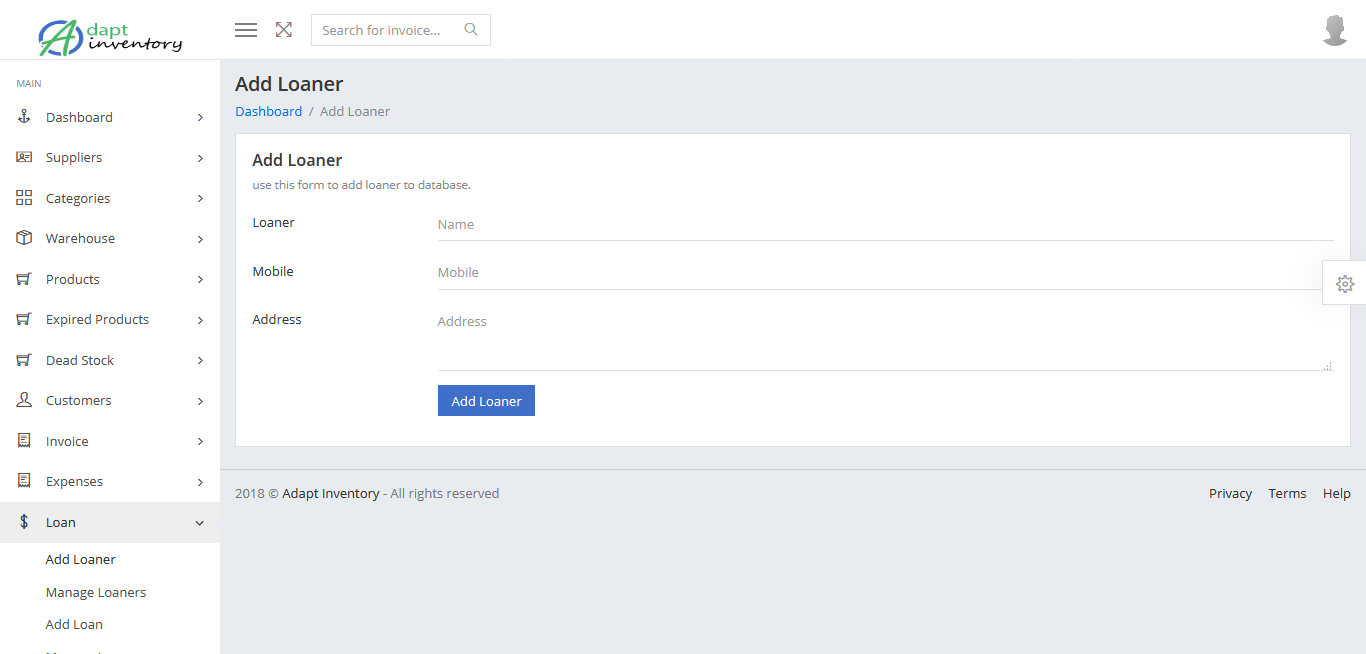 Adapt
inventory
Search for invoice...
MAIN
Dashboard
Suppliers
Categories
Warehouse
Products
Expired Products
Dead Stock
Customers
Invoice
Expenses
Loan
Add Loaner
Manage Loaners
Add Loan
Add Loaner
Dashboard / Add Loaner
Add Loaner
use this form to add loaner to database.
Loaner
Name
Mobile
Mobile
Address
Address
Add Loaner
2018 © Adapt Inventory - All rights reserved
Privacy Terms Help